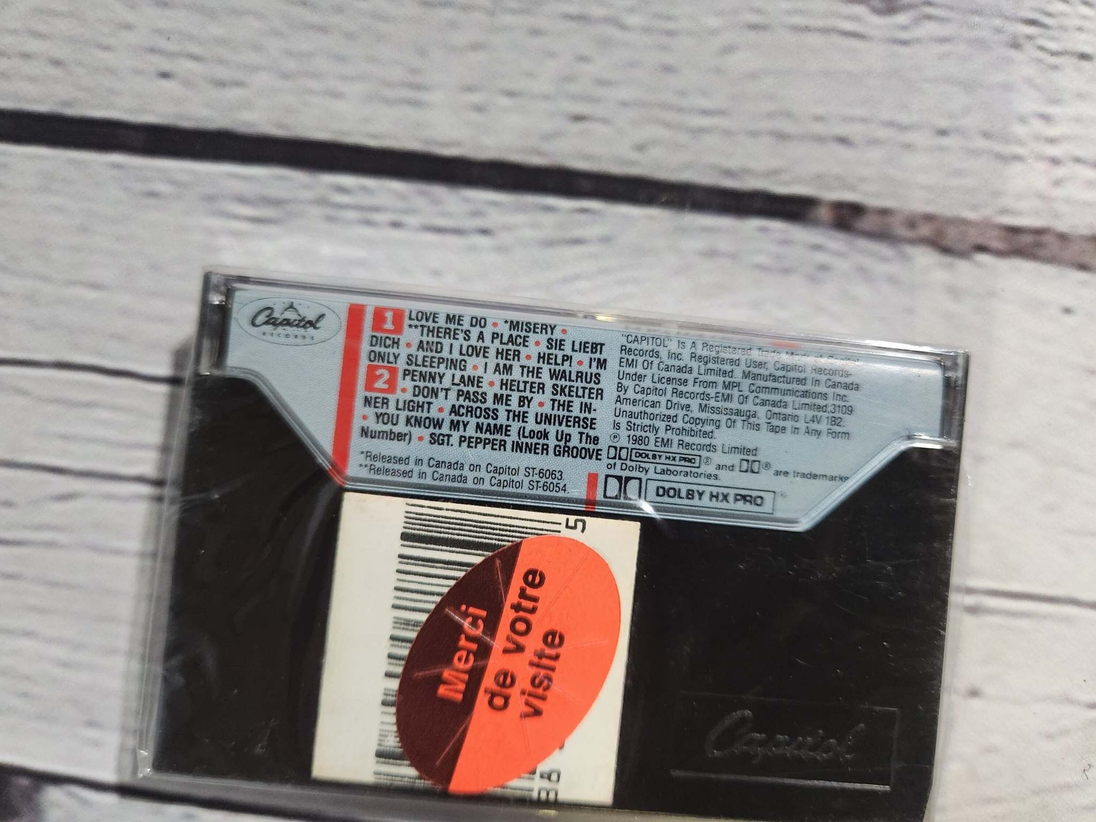 Capitol
RECORDS
1 LOVE ME DO • *MISERY •
**THERE'S A PLACE • SIE LIEBT
DICH • AND I LOVE HER • HELP! • I'M
ONLY SLEEPING • I AM THE WALRUS
2 PENNY LANE • HELTER SKELTER
• DON'T PASS ME BY • THE IN-
NER LIGHT • ACROSS THE UNIVERSE
• YOU KNOW MY NAME (Look Up The
Number) • SGT. PEPPER INNER GROOVE
*Released in Canada on Capitol ST-6063.
**Released in Canada on Capitol ST-6054.
"CAPITOL" Is A Registered Trade Mark of Capitol
Records, Inc. Registered User, Capitol Records-
EMI Of Canada Limited. Manufactured in Canada
Under License From MPL Communications Inc.
By Capitol Records-EMI Of Canada Limited.3109
American Drive, Mississauga, Ontario L4V 1B2.
Unauthorized Copying Of This Tape In Any Form
Is Strictly Prohibited.
℗ 1980 EMI Records Limited
DOLBY HX PRO ® and ® are trademarks
of Dolby Laboratories.
DOLBY HX PRO
5
Merci
de votre
visite
Capitol